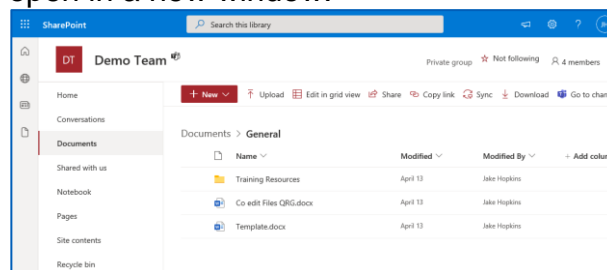 SharePoint
Search this library
?
DT
Demo Team
Private group
Not following
4 members
Home
Conversations
Documents
Shared with us
Notebook
Pages
Site contents
Recycle bin
+ New
Upload
Edit in grid view
Share
Copy link
Sync
Download
Go to chan
Documents > General
Name
Modified
Modified By
+ Add colu
Training Resources
April 13
Jake Hopkins
Co edit Files QRG.docx
April 13
Jake Hopkins
Template.docx
April 13
Jake Hopkins